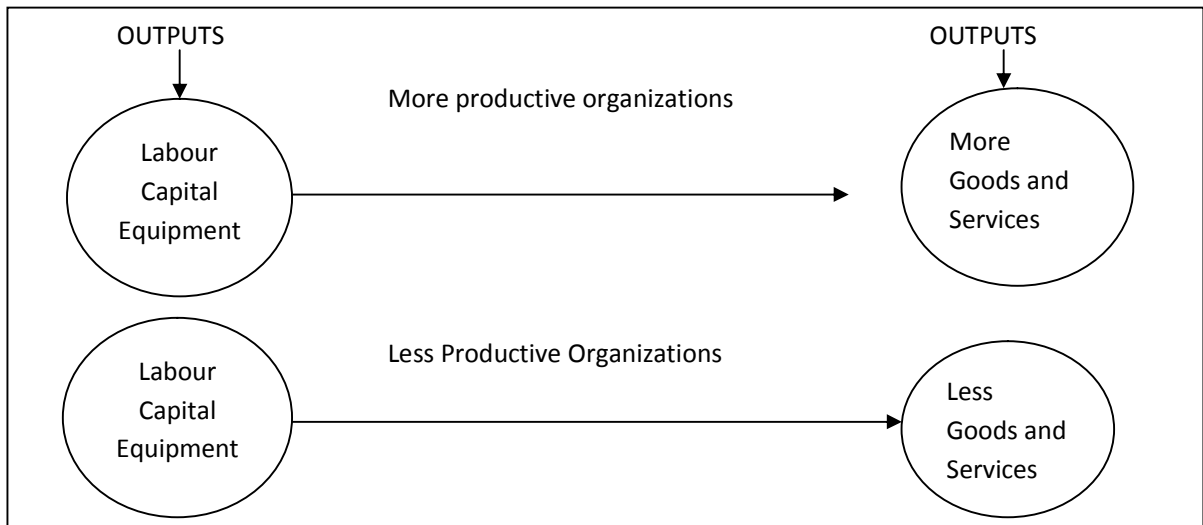 OUTPUTS
OUTPUTS
More productive organizations
Labour
Capital
Equipment
More
Goods and
Services
Less Productive Organizations
Labour
Capital
Equipment
Less
Goods and
Services